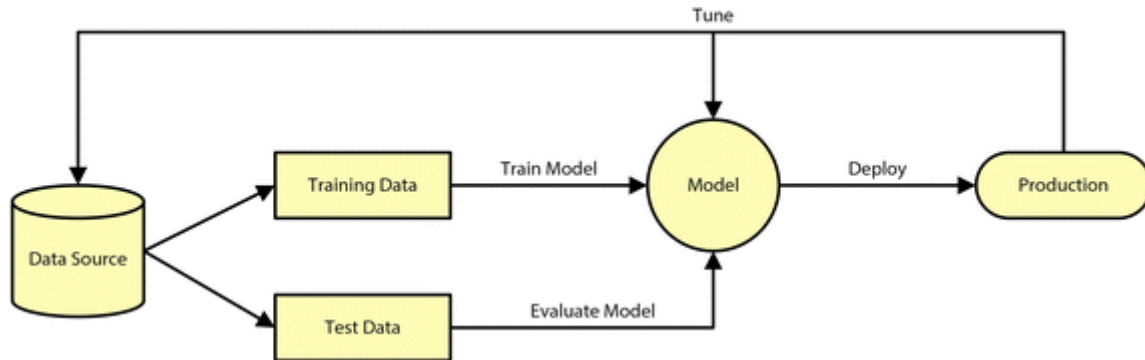 Tune
Training Data
Train Model
Model
Deploy
Production
Data Source
Test Data
Evaluate Model